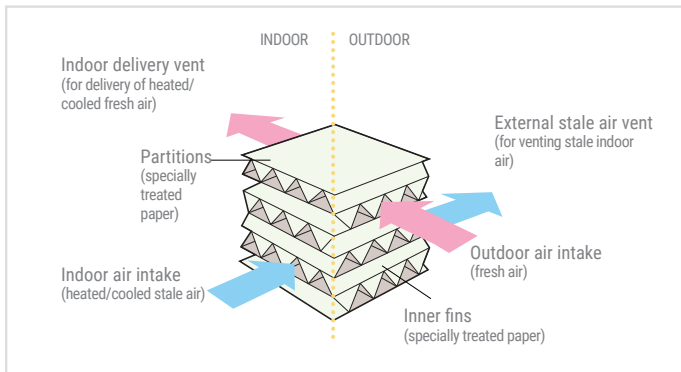 INDOOR
OUTDOOR
Indoor delivery vent
(for delivery of heated/
cooled fresh air)
External stale air vent
(for venting stale indoor
air)
Partitions
(specially
treated
paper)
Outdoor air intake
(fresh air)
Indoor air intake
(heated/cooled stale air)
Inner fins
(specially treated paper)